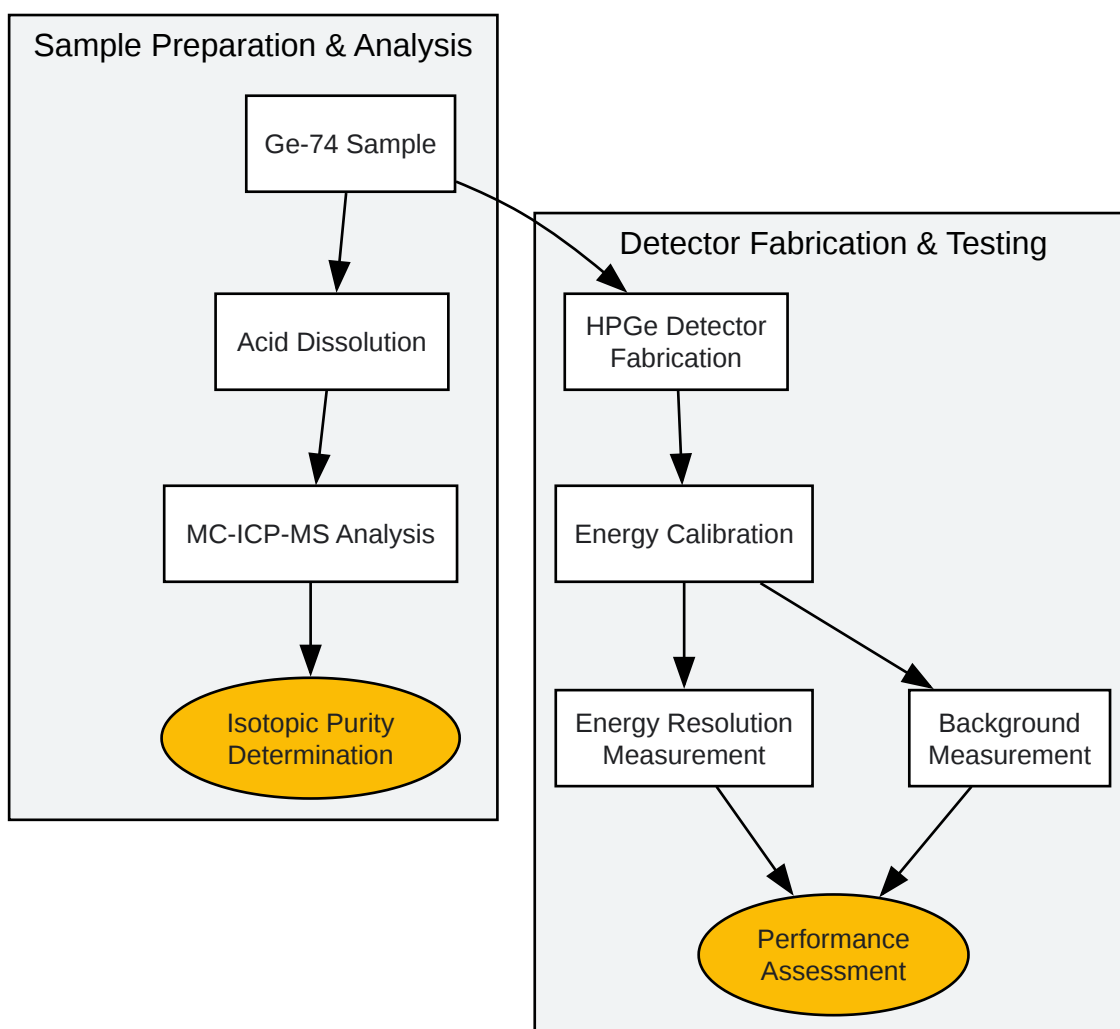 Sample Preparation & Analysis
Ge-74 Sample
Acid Dissolution
MC-ICP-MS Analysis
Isotopic Purity
Determination
Detector Fabrication & Testing
HPGe Detector
Fabrication
Energy Calibration
Energy Resolution
Measurement
Background
Measurement
Performance
Assessment